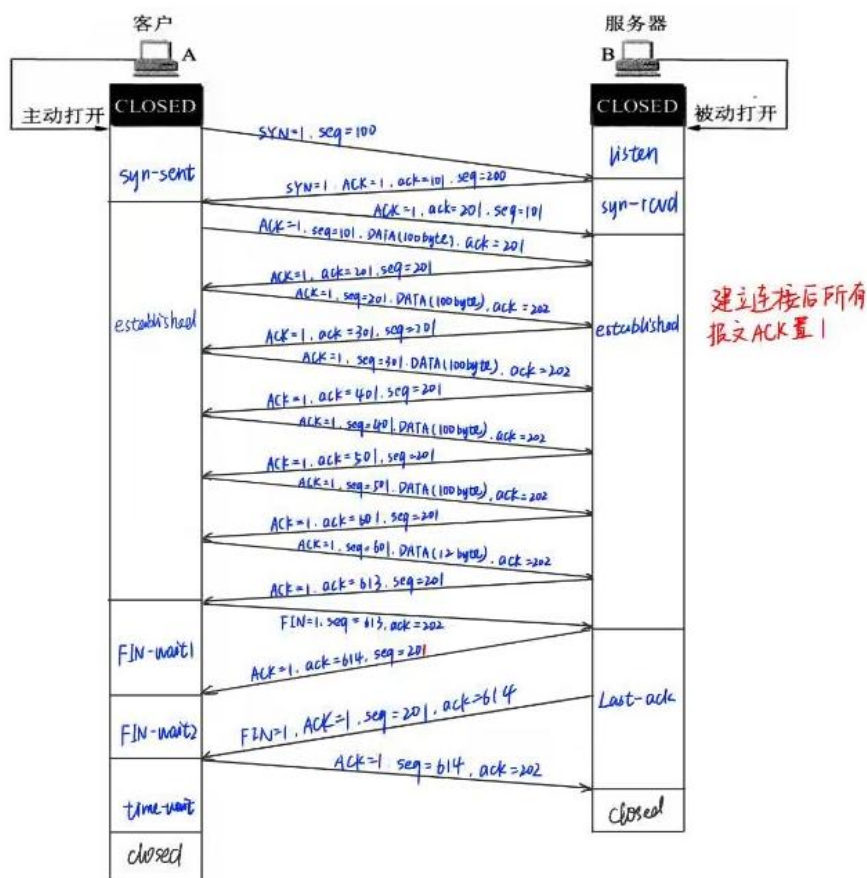 客户
A
服务器
B
主动打开
CLOSED
CLOSED
被动打开
SYN=1, seq=100
listen
syn-sent
SYN=1, ACK=1, ack=101, seq=200
syn-rcvd
ACK=1, ack=201, seq=101
ACK=1, seq=101, DATA(100byte), ack=201
ACK=1, ack=201, seq=201
ACK=1, seq=201, DATA(100byte), ack=202
established
established
建立连接后所有
报文ACK置1
ACK=1, ack=301, seq=201
ACK=1, seq=301, DATA(100byte), ack=202
ACK=1, ack=401, seq=201
ACK=1, seq=401, DATA(100byte), ack=202
ACK=1, ack=501, seq=201
ACK=1, seq=501, DATA(100byte), ack=202
ACK=1, ack=601, seq=201
ACK=1, seq=601, DATA(12byte), ack=202
ACK=1, ack=613, seq=201
FIN=1, seq=613, ack=202
FIN-wait1
ACK=1, ack=614, seq=201
Last-ack
FIN-wait2
FIN=1, ACK=1, seq=201, ack=614
ACK=1, seq=614, ack=202
time-wait
closed
closed